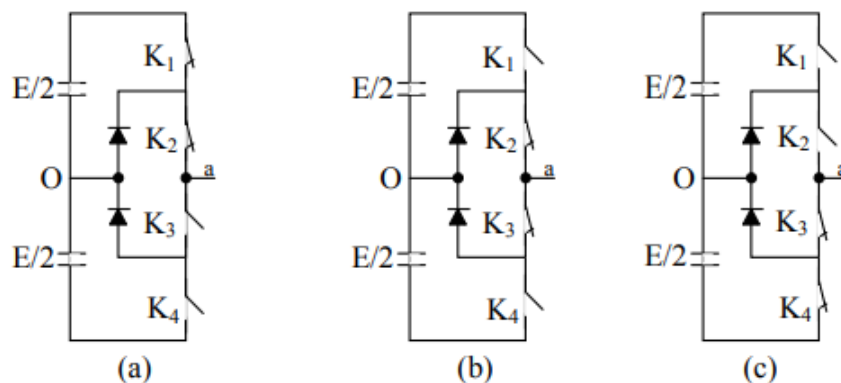 K₁ K₁ K₁
E/2 E/2 E/2
K₂ K₂ K₂
O a O a O a
K₃ K₃ K₃
E/2 E/2 E/2
K₄ K₄ K₄
(a) (b) (c)